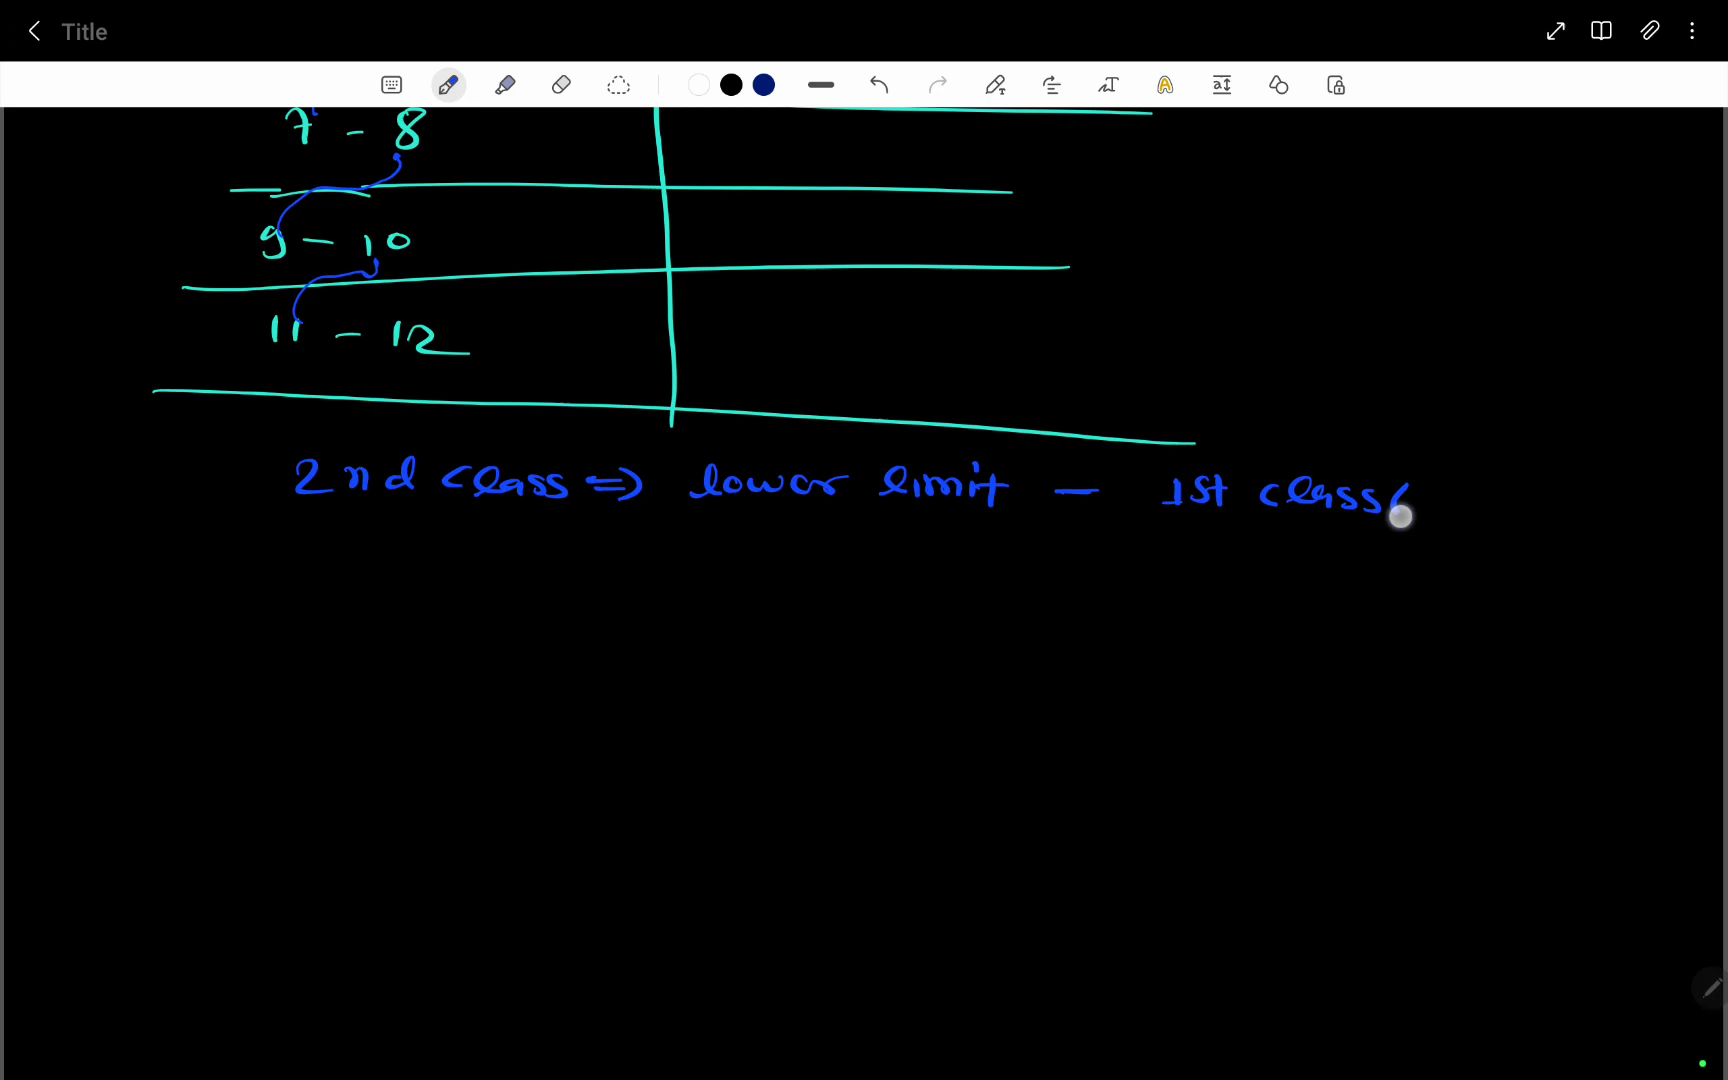 Title
7 - 8
9 - 10
11 - 12
2nd class ⇒ lower limit - 1st class